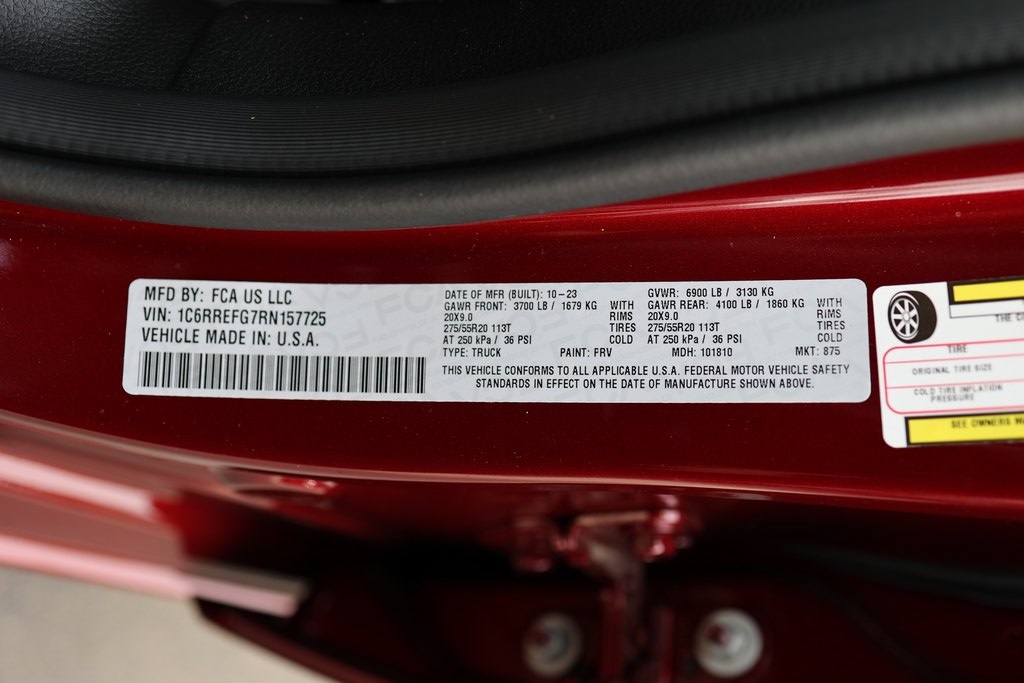 MFD BY: FCA US LLC
VIN: 1C6RREFG7RN157725
VEHICLE MADE IN: U.S.A.
DATE OF MFR (BUILT): 10-23
GAWR FRONT: 3700 LB / 1679 KG WITH
20X9.0 RIMS
275/55R20 113T TIRES
AT 250 kPa / 36 PSI COLD
TYPE: TRUCK PAINT: FRV
GVWR: 6900 LB / 3130 KG
GAWR REAR: 4100 LB / 1860 KG WITH
20X9.0 RIMS
275/55R20 113T TIRES
AT 250 kPa / 36 PSI COLD
MDH: 101810 MKT: 875
THIS VEHICLE CONFORMS TO ALL APPLICABLE U.S.A. FEDERAL MOTOR VEHICLE SAFETY
STANDARDS IN EFFECT ON THE DATE OF MANUFACTURE SHOWN ABOVE.
THE
TIRE
ORIGINAL TIRE SIZE
COLD TIRE INFLATION
PRESSURE
SEE OWNERS